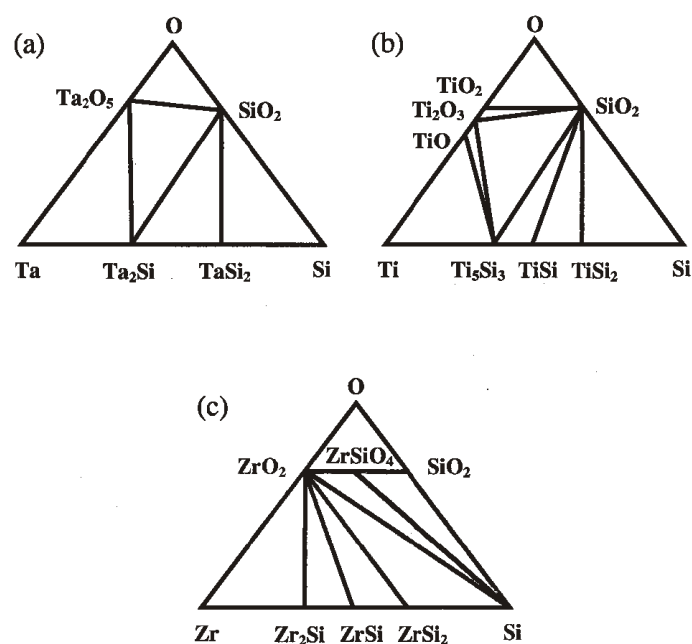 (a)
O
Ta₂O₅
SiO₂
Ta Ta₂Si TaSi₂ Si
(b)
O
TiO₂
Ti₂O₃ SiO₂
TiO
Ti Ti₅Si₃ TiSi TiSi₂ Si
(c)
O
ZrO₂ ZrSiO₄ SiO₂
Zr Zr₂Si ZrSi ZrSi₂ Si